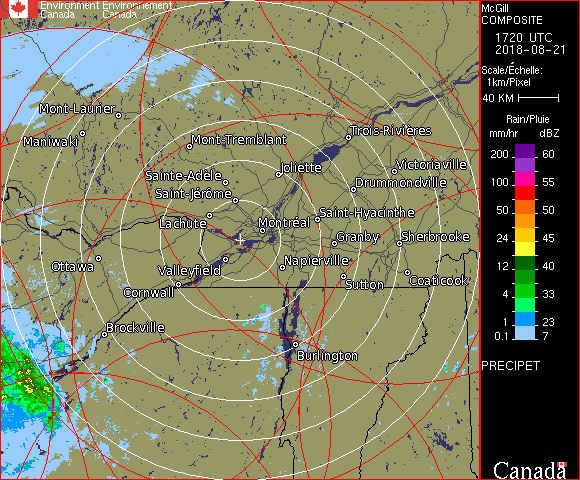 Environment Environnement
Canada Canada
McGill
COMPOSITE
1720 UTC
2018-08-21
Scale/Échelle:
1km/Pixel
40 KM
Rain/Pluie
mm/hr dBZ
200 60
150 55
100 55
50 50
24 45
12 40
4 33
1 23
0.1 7
PRECIPET
Canada
Mont-Laurier
Maniwaki
Mont-Tremblant
Trois-Rivières
Sainte-Adèle
Joliette
Victoriaville
Saint-Jérôme
Drummondville
Lachute
Montréal
Saint-Hyacinthe
Granby
Sherbrooke
Ottawa
Valleyfield
Napierville
Cornwall
Sutton
Coaticook
Brockville
Burlington